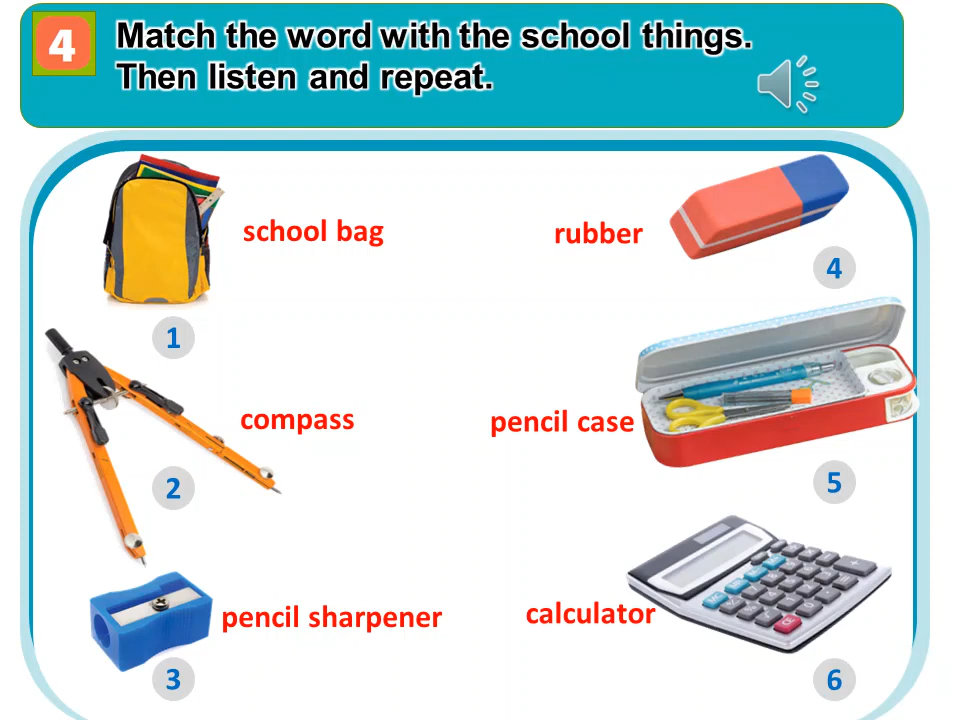 4
Match the word with the school things.
Then listen and repeat.
school bag
1
rubber
4
compass
2
pencil case
5
pencil sharpener
3
calculator
6